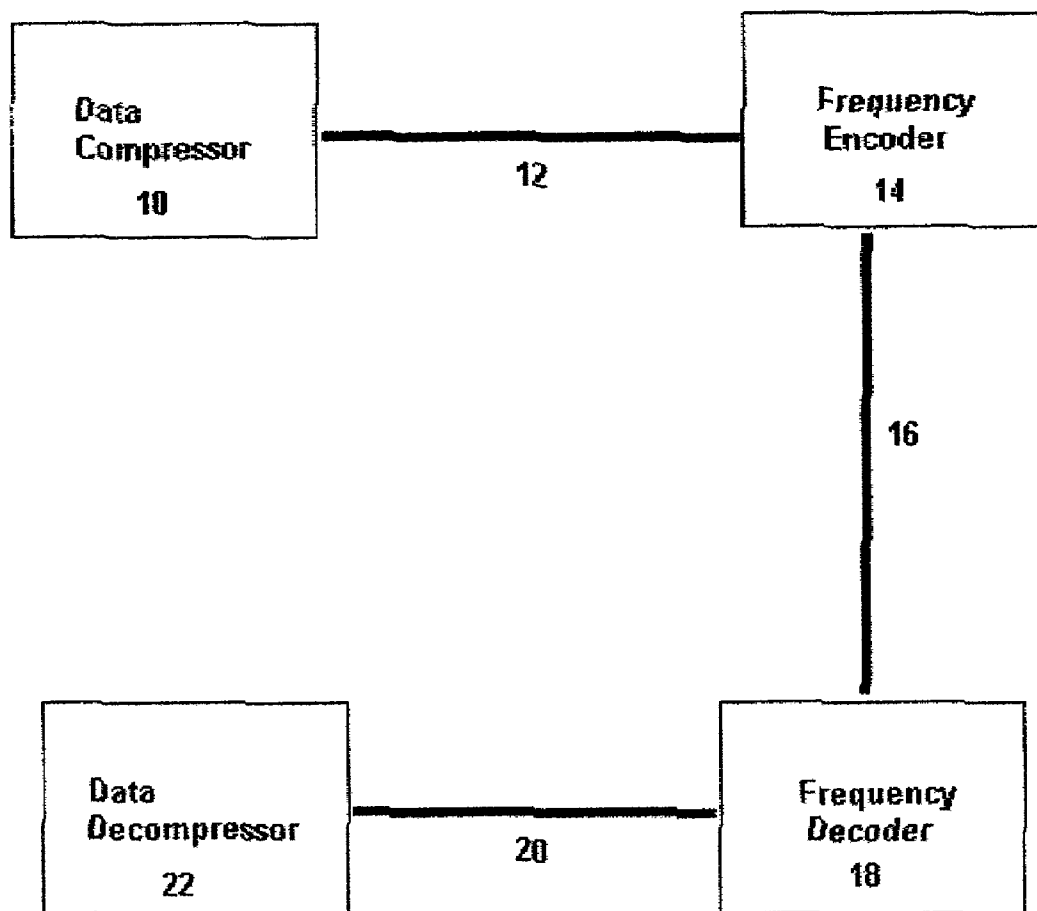 Data
Compressor
10
12
Frequency
Encoder
14
16
Data
Decompressor
22
20
Frequency
Decoder
18